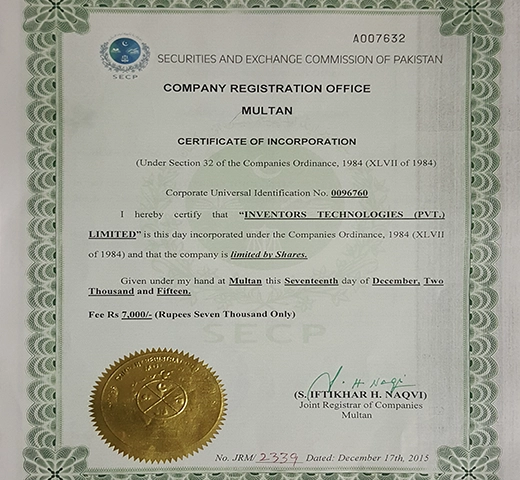 A007632
SECP
SECURITIES AND EXCHANGE COMMISSION OF PAKISTAN
COMPANY REGISTRATION OFFICE
MULTAN
CERTIFICATE OF INCORPORATION
(Under Section 32 of the Companies Ordinance, 1984 (XLVII of 1984)
Corporate Universal Identification No. 0096760
I hereby certify that “INVENTORS TECHNOLOGIES (PVT.)
LIMITED” is this day incorporated under the Companies Ordinance, 1984 (XLVII
of 1984) and that the company is limited by Shares.
Given under my hand at Multan this Seventeenth day of December, Two
Thousand and Fifteen.
Fee Rs 7,000/- (Rupees Seven Thousand Only)
SECP
(S. IFTIKHAR H. NAQVI)
Joint Registrar of Companies
Multan
No. JRM/ 2339 Dated: December 17th, 2015